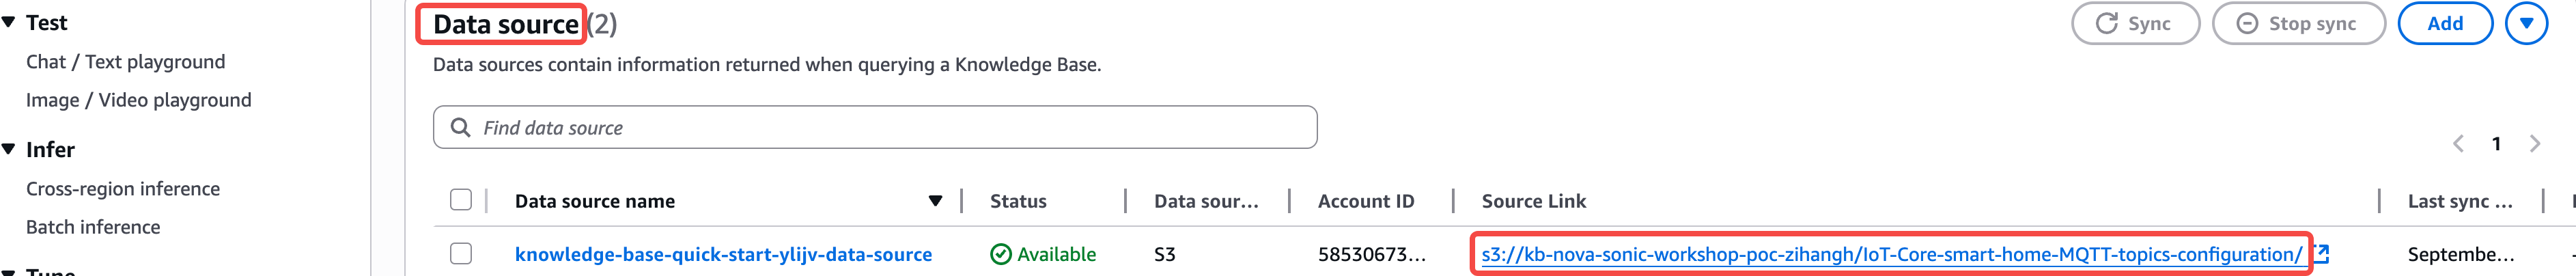 Test
Chat / Text playground
Image / Video playground
Infer
Cross-region inference
Batch inference
Tune
Data source (2)
Sync
Stop sync
Add
Data sources contain information returned when querying a Knowledge Base.
Find data source
1
Data source name
Status
Data sour...
Account ID
Source Link
Last sync ...
knowledge-base-quick-start-ylijv-data-source
Available
S3
58530673...
s3://kb-nova-sonic-workshop-poc-zihangh/IoT-Core-smart-home-MQTT-topics-configuration/
Septembe...